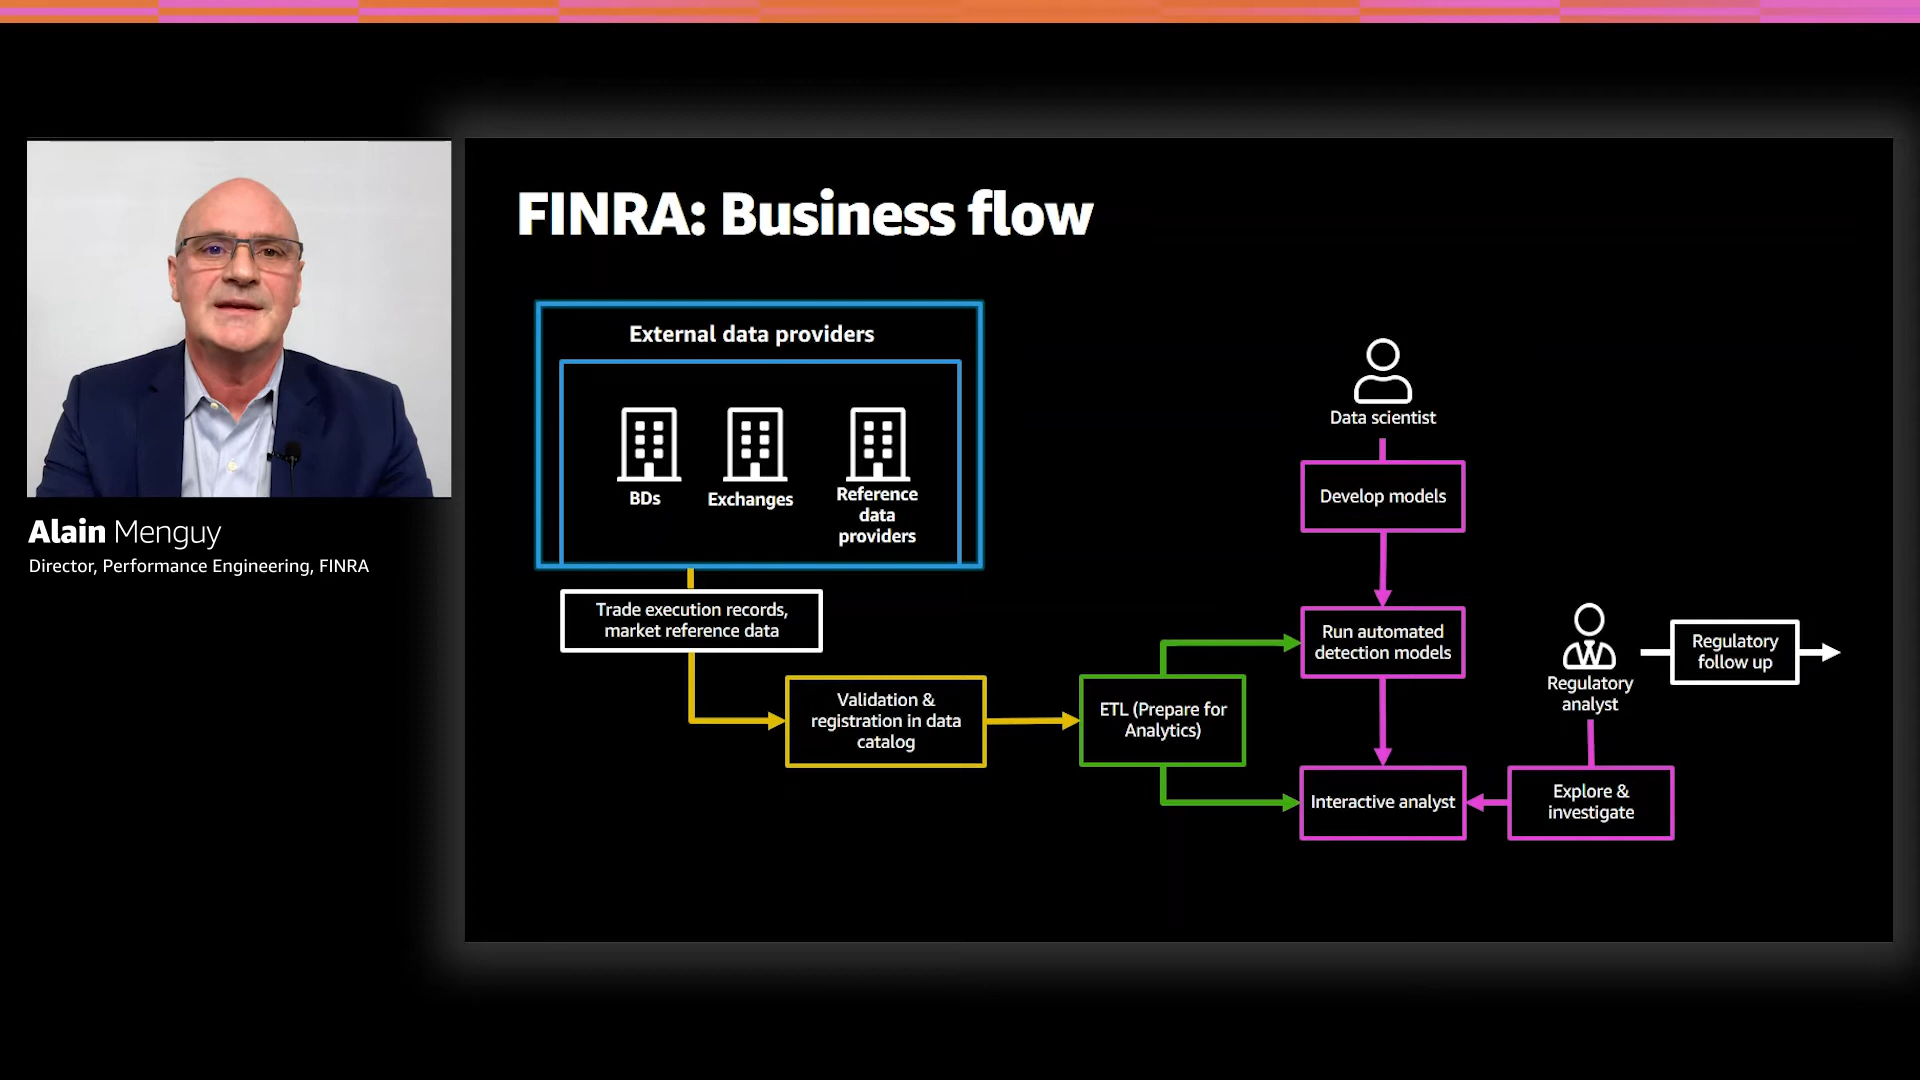 FINRA: Business flow
External data providers
BDs
Exchanges
Reference
data
providers
Trade execution records,
market reference data
Validation &
registration in data
catalog
ETL (Prepare for
Analytics)
Data scientist
Develop models
Run automated
detection models
Interactive analyst
Regulatory
analyst
Explore &
investigate
Regulatory
follow up
Alain Menguy
Director, Performance Engineering, FINRA